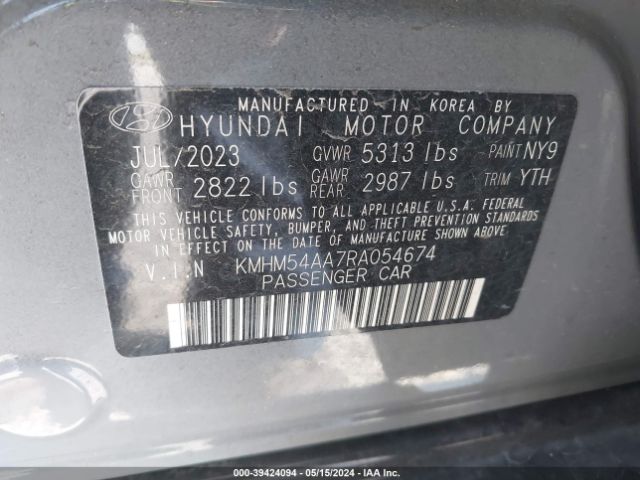 MANUFACTURED IN KOREA BY
HYUNDAI MOTOR COMPANY
JUL/2023 GVWR 5313 lbs PAINT NY9
GAWR FRONT 2822 lbs GAWR REAR 2987 lbs TRIM YTH
THIS VEHICLE CONFORMS TO ALL APPLICABLE U.S.A. FEDERAL
MOTOR VEHICLE SAFETY, BUMPER, AND THEFT PREVENTION STANDARDS
IN EFFECT ON THE DATE OF MANUFACTURE SHOWN ABOVE.
V.I.N KMHM54AA7RA054674
PASSENGER CAR
000-39424094 - 05/15/2024 - IAA Inc.